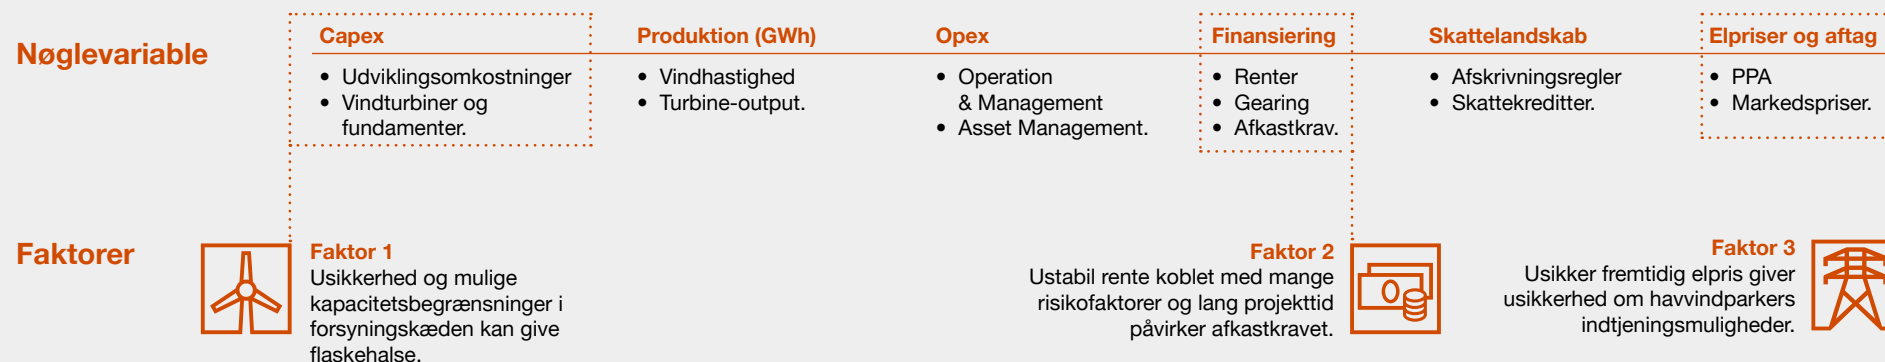 Nøglevariable
Capex
• Udviklingsomkostninger
• Vindturbiner og
fundamenter.
Produktion (GWh)
• Vindhastighed
• Turbine-output.
Opex
• Operation
& Management
• Asset Management.
Finansiering
• Renter
• Gearing
• Afkastkrav.
Skattelandskab
• Afskrivningsregler
• Skattekreditter.
Elpriser og aftag
• PPA
• Markedspriser.
Faktorer
Faktor 1
Usikkerhed og mulige
kapacitetsbegrænsninger i
forsyningskæden kan give
flaskehalse.
Faktor 2
Ustabil rente koblet med mange
risikofaktorer og lang projekttid
påvirker afkastkravet.
Faktor 3
Usikker fremtidig elpris giver
usikkerhed om havvindparkers
indtjeningsmuligheder.